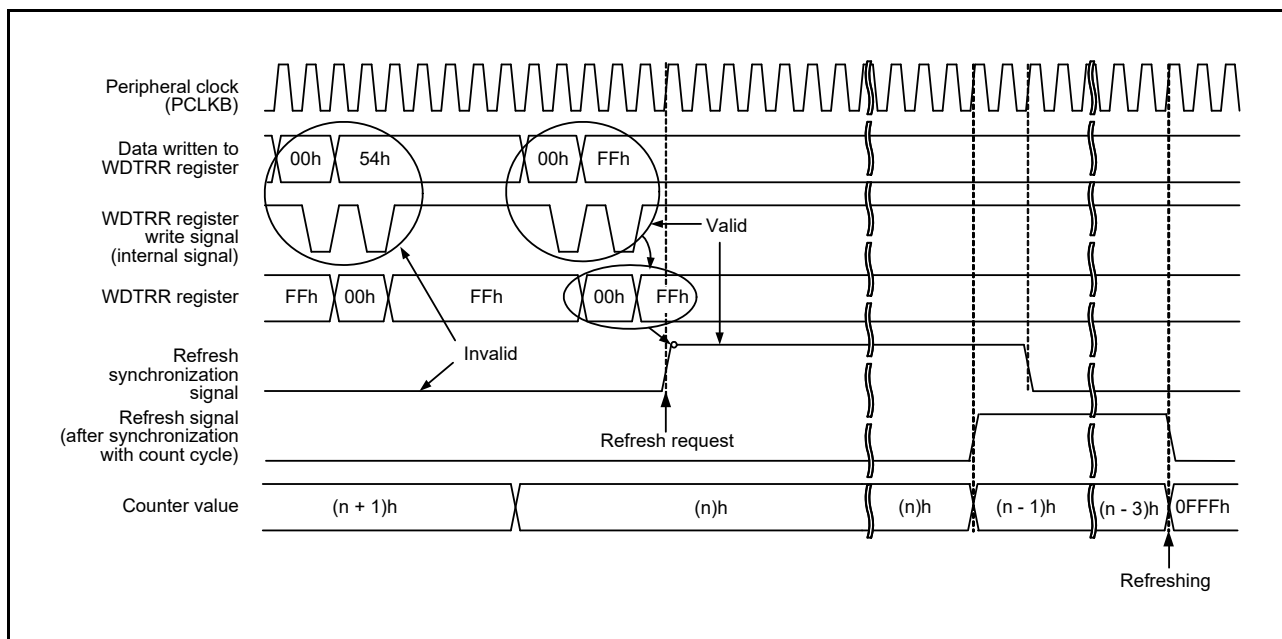 Peripheral clock
(PCLKB)
Data written to
WDTRR register
00h
54h
00h
FFh
WDTRR register
write signal
(internal signal)
Valid
WDTRR register
FFh
00h
FFh
00h
FFh
Invalid
Refresh
synchronization
signal
Refresh request
Refresh signal
(after synchronization
with count cycle)
Counter value
(n + 1)h
(n)h
(n)h
(n - 1)h
(n - 3)h
0FFFh
Refreshing